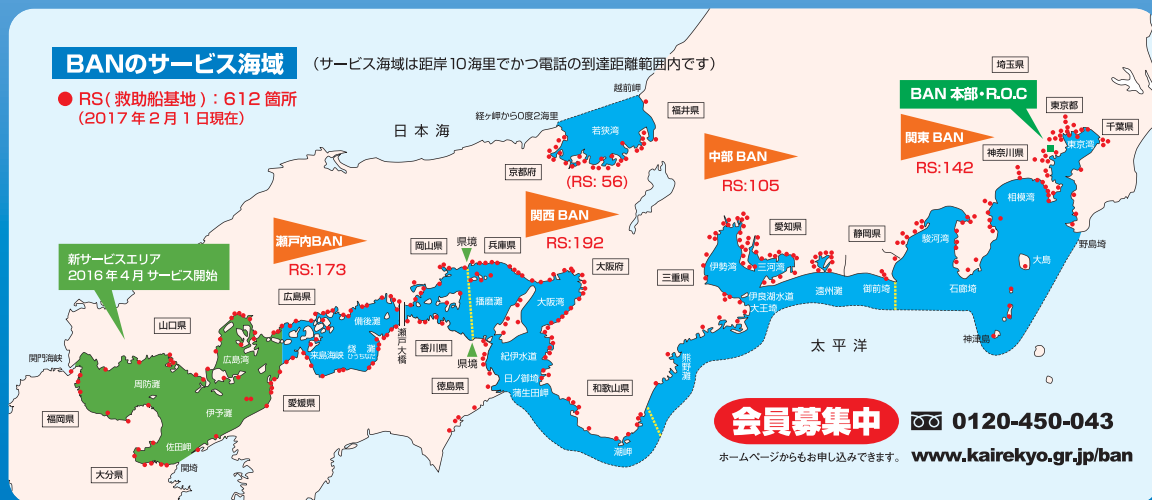 BANのサービス海域
（サービス海域は距岸10海里でかつ電話の到達距離範囲内です）
● RS(救助船基地)：612箇所
（2017年2月1日現在）
日本海
経ヶ岬から0度2海里
越前岬
若狭湾
福井県
京都府
(RS: 56)
埼玉県
BAN 本部・R.O.C
東京都
千葉県
関東 BAN
RS:142
神奈川県
東京湾
相模湾
中部 BAN
RS:105
関西 BAN
RS:192
瀬戸内BAN
RS:173
新サービスエリア
2016年4月 サービス開始
岡山県
県境
兵庫県
大阪府
愛知県
静岡県
駿河湾
野島埼
大島
三重県
伊勢湾
三河湾
伊良湖水道
大王埼
遠州灘
御前埼
石廊埼
神津島
広島県
山口県
播磨灘
大阪湾
備後灘
燧灘
ひうちなだ
来島海峡
瀬戸大橋
広島湾
関門海峡
周防灘
香川県
県境
紀伊水道
太平洋
熊野灘
徳島県
日ノ御埼
蒲生田岬
和歌山県
福岡県
愛媛県
伊予灘
佐田岬
関埼
大分県
潮岬
会員募集中
0120-450-043
ホームページからもお申し込みできます。
www.kairekyo.gr.jp/ban